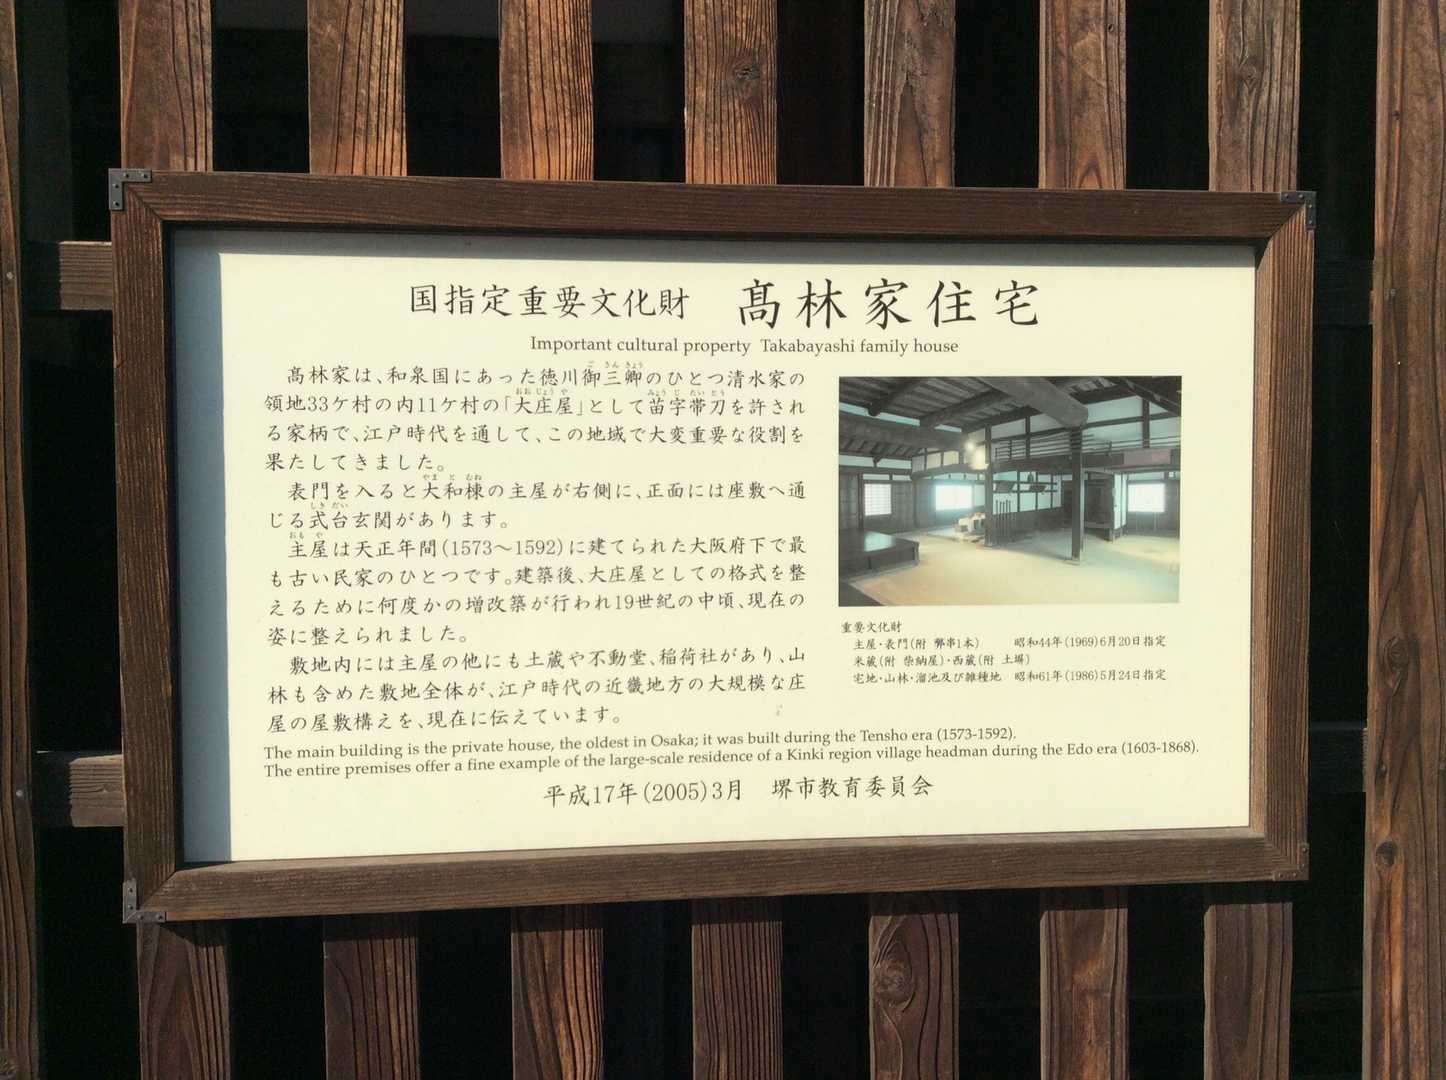 国指定重要文化財 髙林家住宅
Important cultural property Takabayashi family house
髙林家は、和泉国にあった徳川御三卿のひとつ清水家の
領地33ケ村の内11ケ村の「大庄屋」として苗字帯刀を許され
る家柄で、江戸時代を通して、この地域で大変重要な役割を
果たしてきました。
表門を入ると大和棟の主屋が右側に、正面には座敷へ通
じる式台玄関があります。
主屋は天正年間(1573〜1592)に建てられた大阪府下で最
も古い民家のひとつです。建築後、大庄屋としての格式を整
えるために何度かの増改築が行われ19世紀の中頃、現在の
姿に整えられました。
敷地内には主屋の他にも土蔵や不動堂、稲荷社があり、山
林も含めた敷地全体が、江戸時代の近畿地方の大規模な庄
屋の屋敷構えを、現在に伝えています。
重要文化財
主屋・表門(附 弊串1本) 昭和44年(1969)6月20日指定
米蔵(附 柴納屋)・西蔵(附 土塀)
宅地・山林・溜池及び雑種地 昭和61年(1986)5月24日指定
The main building is the private house, the oldest in Osaka; it was built during the Tensho era (1573-1592).
The entire premises offer a fine example of the large-scale residence of a Kinki region village headman during the Edo era (1603-1868).
平成17年(2005)3月 堺市教育委員会